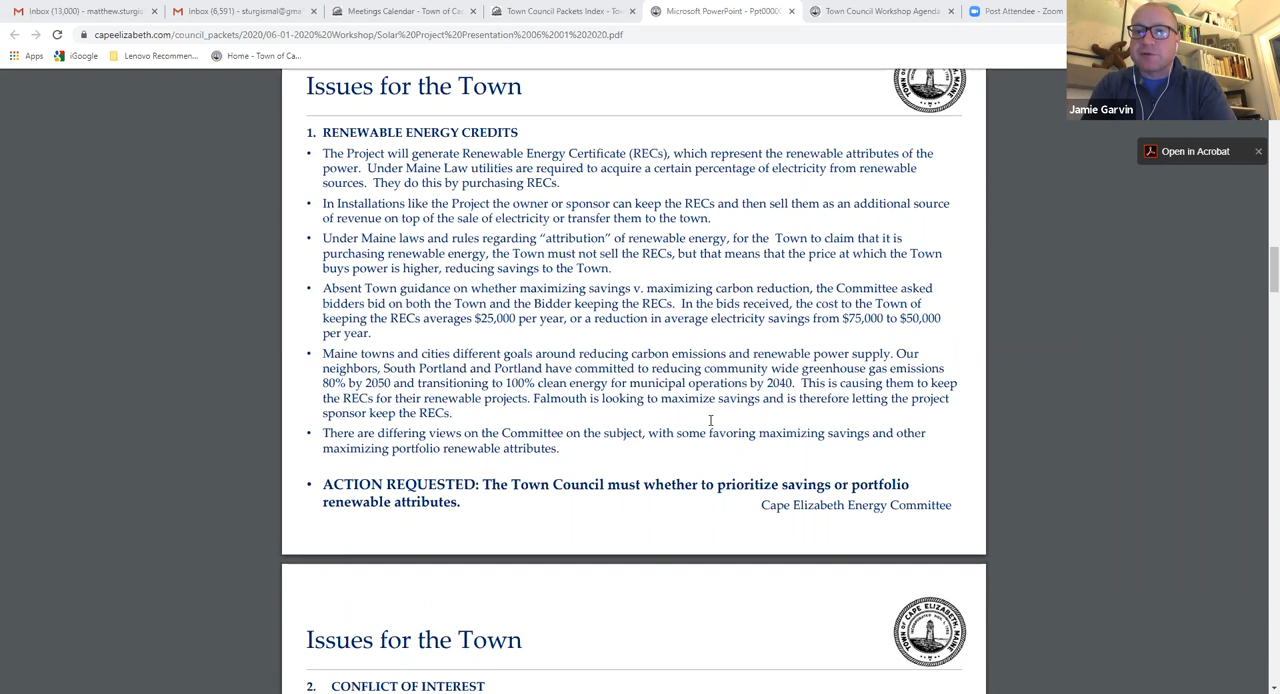 Inbox (13,000) - matthew.sturgis
Inbox (6,591) - sturgismal@gma
Meetings Calendar - Town of Ca
Town Council Packets Index - To
Microsoft PowerPoint - Ppt0000
Town Council Workshop Agenda
Post Attendee - Zoom
capeelizabeth.com/council_packets/2020/06-01-2020%20Workshop/Solar%20Project%20Presentation%2006%2001%202020.pdf
Apps
iGoogle
Lenovo Recommen...
Home - Town of Ca...
Jamie Garvin
Open in Acrobat
Issues for the Town
1. RENEWABLE ENERGY CREDITS
• The Project will generate Renewable Energy Certificate (RECs), which represent the renewable attributes of the
power. Under Maine Law utilities are required to acquire a certain percentage of electricity from renewable
sources. They do this by purchasing RECs.
• In Installations like the Project the owner or sponsor can keep the RECs and then sell them as an additional source
of revenue on top of the sale of electricity or transfer them to the town.
• Under Maine laws and rules regarding “attribution” of renewable energy, for the Town to claim that it is
purchasing renewable energy, the Town must not sell the RECs, but that means that the price at which the Town
buys power is higher, reducing savings to the Town.
• Absent Town guidance on whether maximizing savings v. maximizing carbon reduction, the Committee asked
bidders bid on both the Town and the Bidder keeping the RECs. In the bids received, the cost to the Town of
keeping the RECs averages $25,000 per year, or a reduction in average electricity savings from $75,000 to $50,000
per year.
• Maine towns and cities different goals around reducing carbon emissions and renewable power supply. Our
neighbors, South Portland and Portland have committed to reducing community wide greenhouse gas emissions
80% by 2050 and transitioning to 100% clean energy for municipal operations by 2040. This is causing them to keep
the RECs for their renewable projects. Falmouth is looking to maximize savings and is therefore letting the project
sponsor keep the RECs.
• There are differing views on the Committee on the subject, with some favoring maximizing savings and other
maximizing portfolio renewable attributes.
• ACTION REQUESTED: The Town Council must whether to prioritize savings or portfolio
renewable attributes.
Cape Elizabeth Energy Committee
Issues for the Town
TOWN OF CAPE ELIZABETH, MAINE
2. CONFLICT OF INTEREST